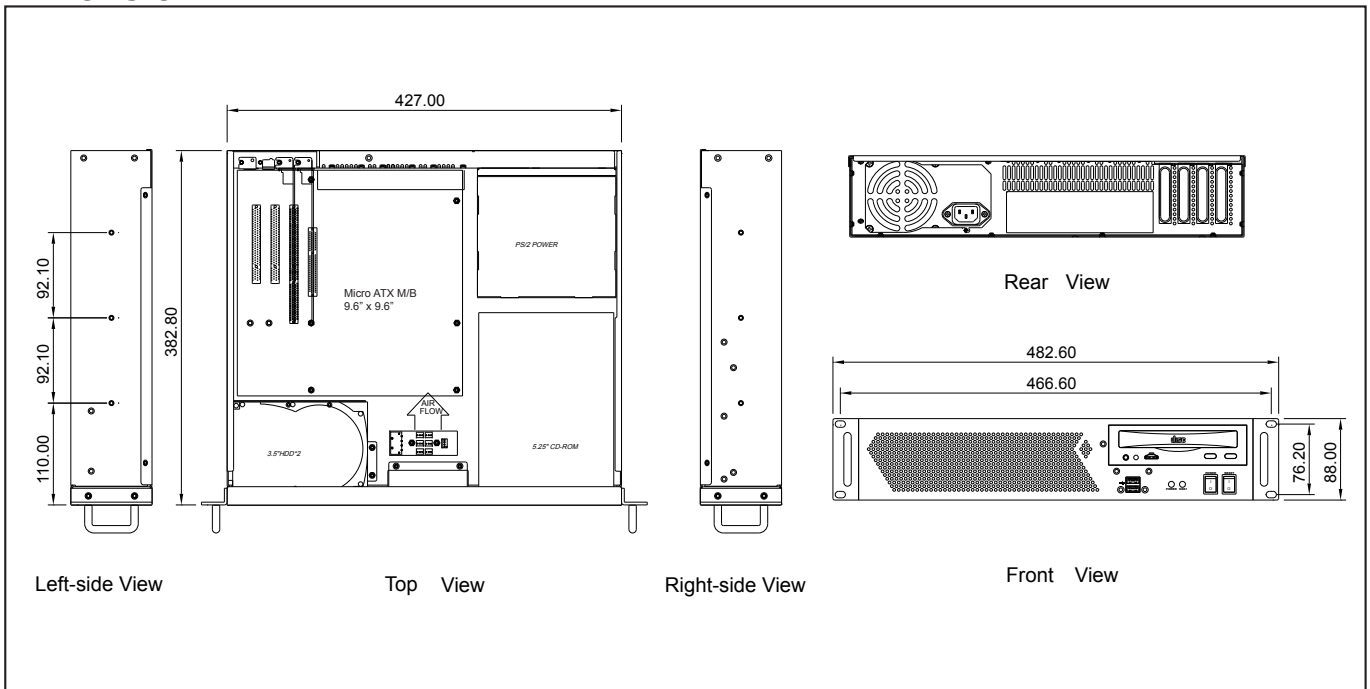 427.00
92.10
92.10
110.00
382.80
PS/2 POWER
Micro ATX M/B
9.6" x 9.6"
AIR
FLOW
3.5"HDD*2
5.25" CD-ROM
Left-side View
Top View
Right-side View
Rear View
482.60
466.60
disc
76.20
88.00
Front View